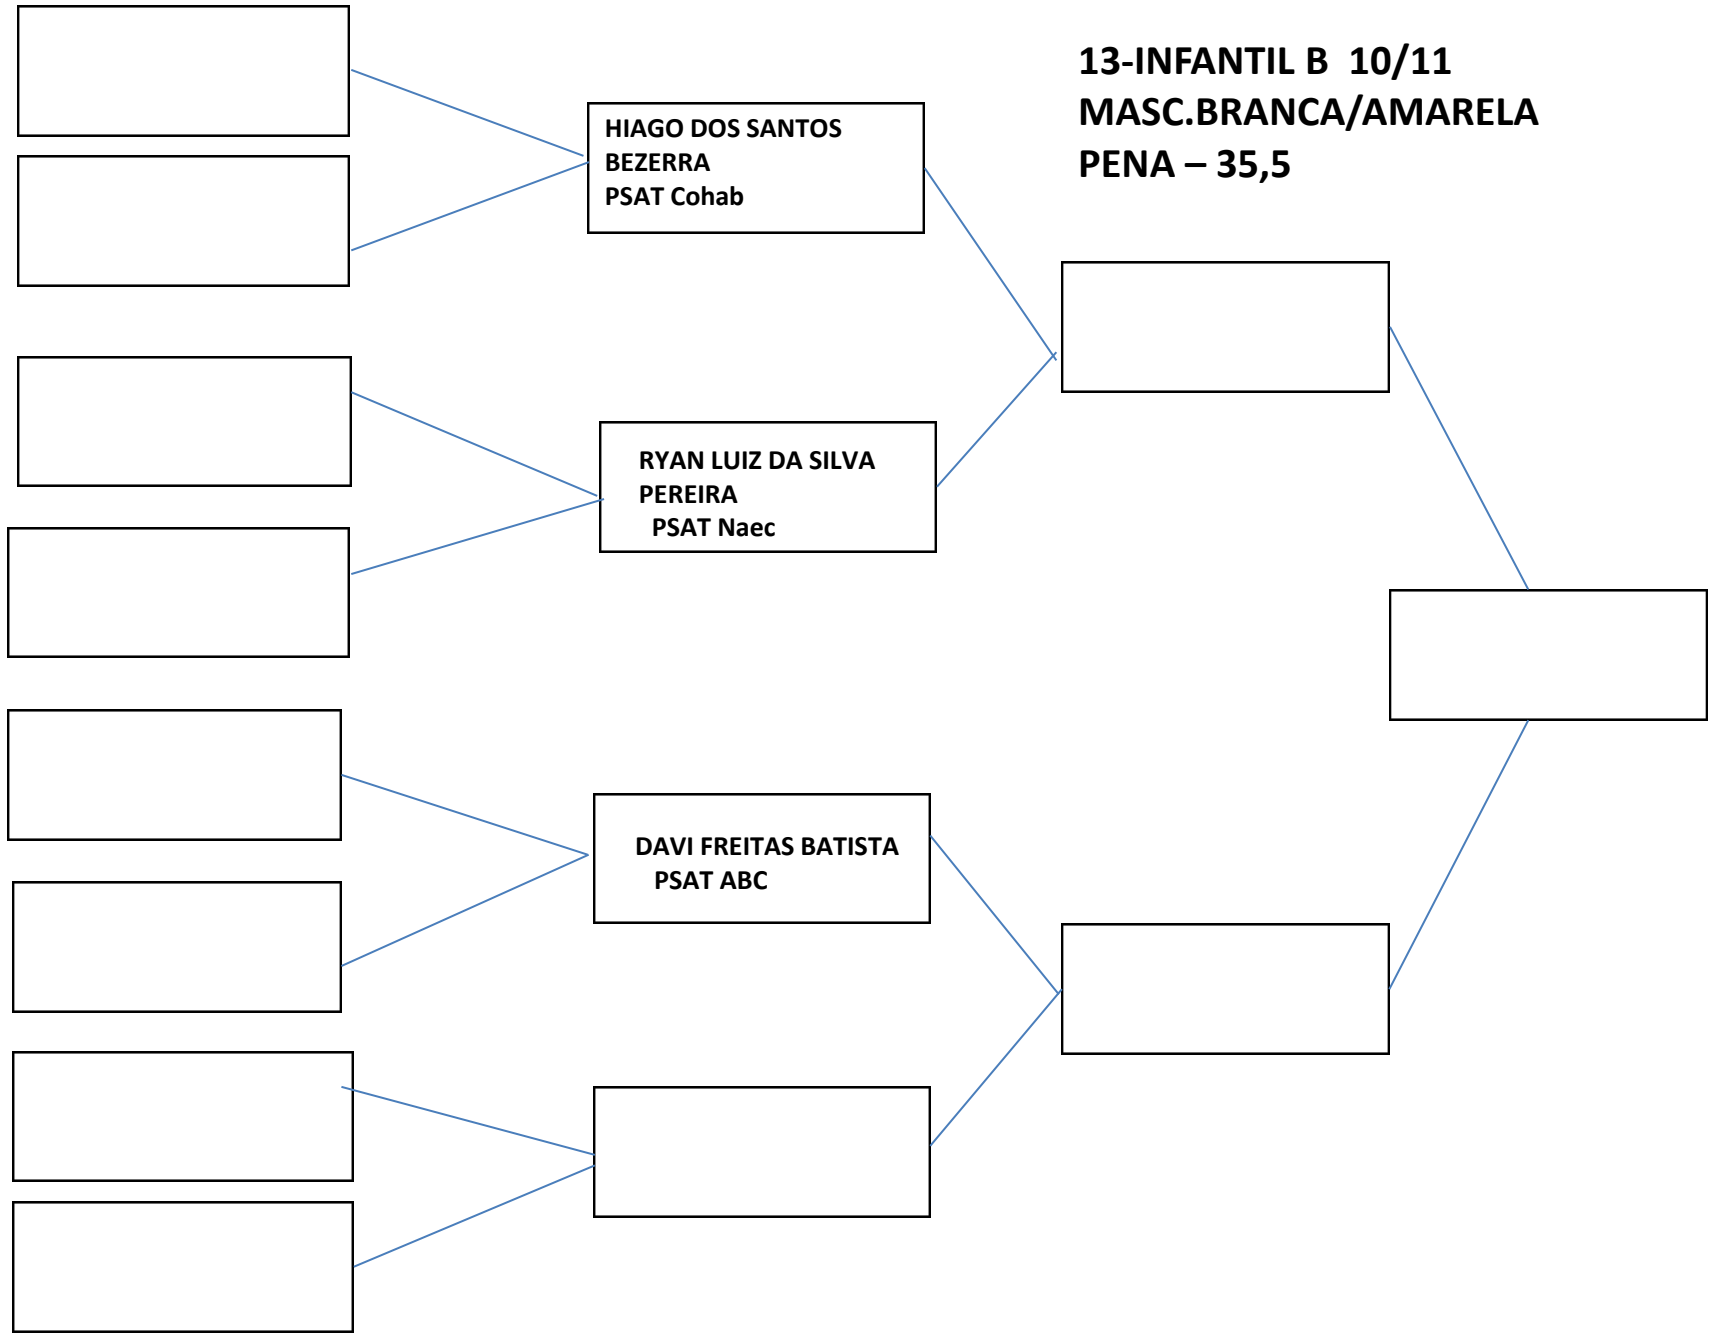 13-INFANTIL B 10/11
MASC.BRANCA/AMARELA
PENA – 35,5
HIAGO DOS SANTOS
BEZERRA
PSAT Cohab
RYAN LUIZ DA SILVA
PEREIRA
PSAT Naec
DAVI FREITAS BATISTA
PSAT ABC